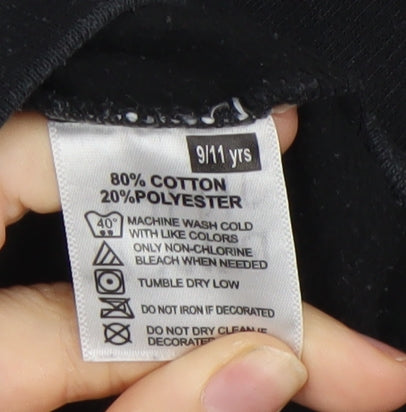 9/11 yrs
80% COTTON
20%POLYESTER
40°
MACHINE WASH COLD
WITH LIKE COLORS
ONLY NON-CHLORINE
BLEACH WHEN NEEDED
TUMBLE DRY LOW
DO NOT IRON IF DECORATED
DO NOT DRY CLEAN IF